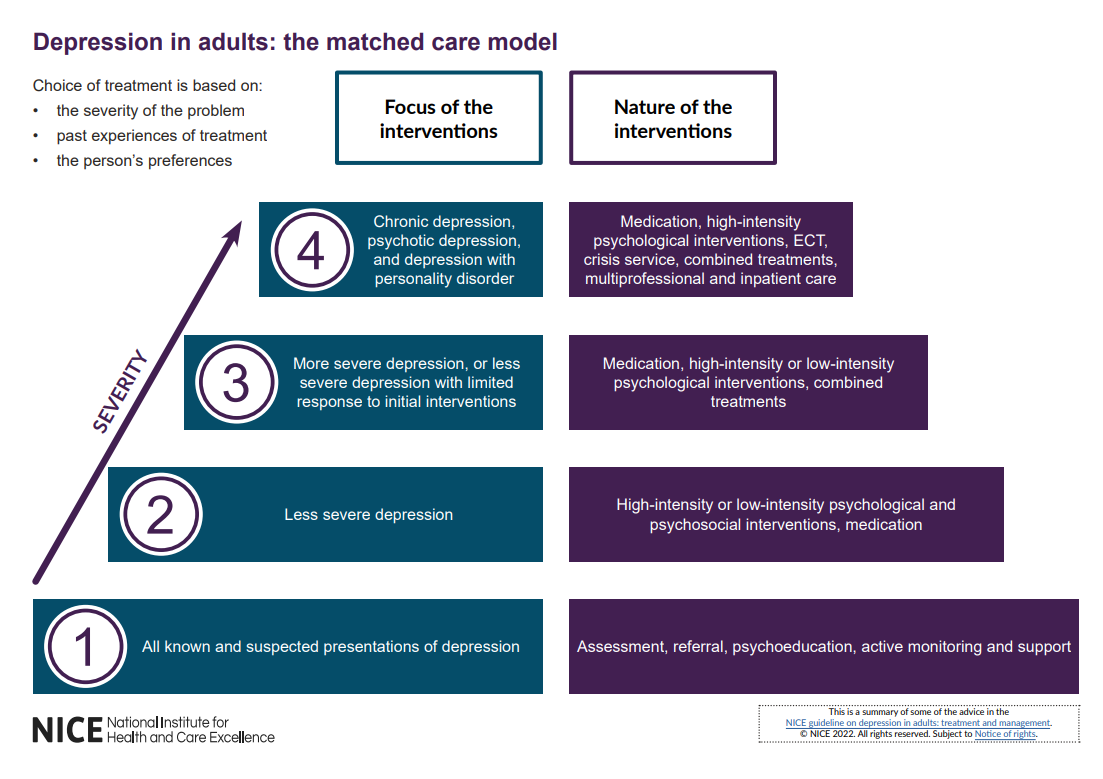 Depression in adults: the matched care model
Choice of treatment is based on:
• the severity of the problem
• past experiences of treatment
• the person’s preferences
Focus of the
interventions
Nature of the
interventions
SEVERITY
4
Chronic depression,
psychotic depression,
and depression with
personality disorder
Medication, high-intensity
psychological interventions, ECT,
crisis service, combined treatments,
multiprofessional and inpatient care
3
More severe depression, or less
severe depression with limited
response to initial interventions
Medication, high-intensity or low-intensity
psychological interventions, combined
treatments
2
Less severe depression
High-intensity or low-intensity psychological and
psychosocial interventions, medication
1
All known and suspected presentations of depression
Assessment, referral, psychoeducation, active monitoring and support
NICE National Institute for
Health and Care Excellence
This is a summary of some of the advice in the
NICE guideline on depression in adults: treatment and management.
© NICE 2022. All rights reserved. Subject to Notice of rights.